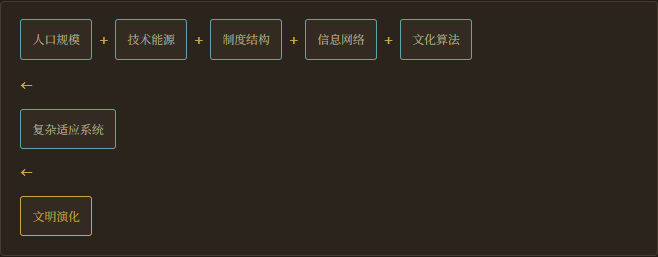 人口规模 + 技术能源 + 制度结构 + 信息网络 + 文化算法
←
复杂适应系统
←
文明演化